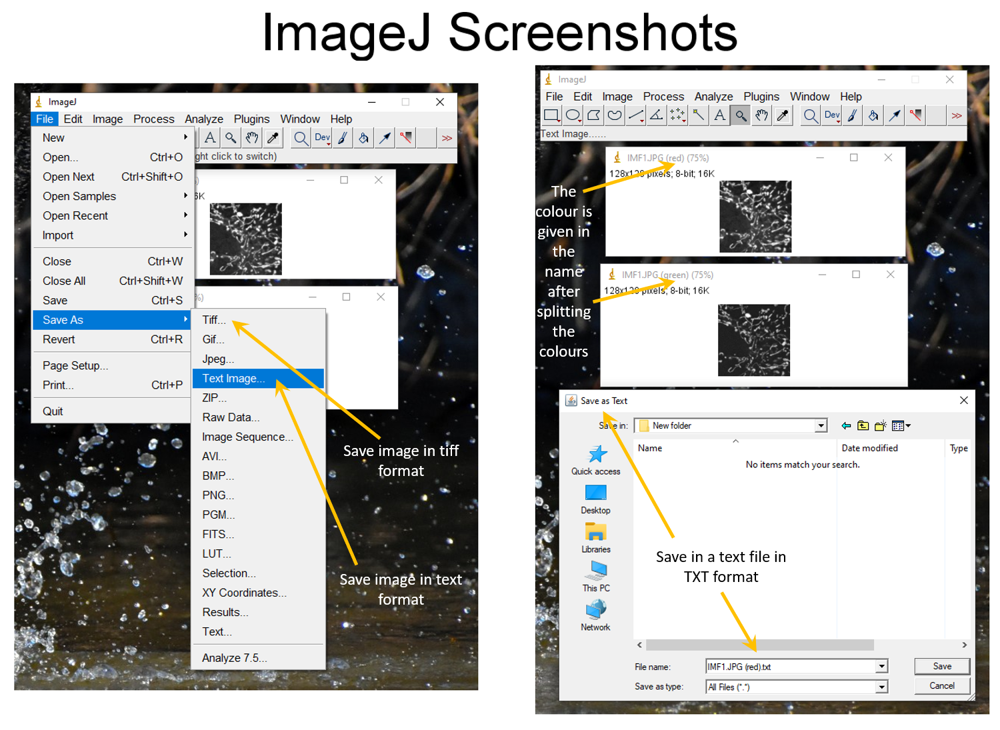 ImageJ Screenshots
ImageJ
File Edit Image Process Analyze Plugins Window Help
A Dev >>
ght click to switch)
New
Open... Ctrl+O
Open Next Ctrl+Shift+O
Open Samples
Open Recent
Import
Close Ctrl+W
Close All Ctrl+Shift+W
Save Ctrl+S
Save As
Revert Ctrl+R
Page Setup...
Print... Ctrl+P
Quit
%)
6K
%)
Tiff...
Gif...
Jpeg...
Text Image...
ZIP...
Raw Data...
Image Sequence...
AVI...
BMP...
PNG...
PGM...
FITS...
LUT...
Selection...
XY Coordinates...
Results...
Text...
Analyze 7.5...
Save image in tiff
format
Save image in text
format
ImageJ
File Edit Image Process Analyze Plugins Window Help
A Dev >>
Text Image......
IMF1.JPG (red) (75%)
128x128 pixels; 8-bit; 16K
The
colour is
given in
the
name
after
splitting
the
colours
IMF1.JPG (green) (75%)
128x128 pixels; 8-bit; 16K
Save as Text
Save in: New folder
Name Date modified Type
No items match your search.
Quick access
Desktop
Libraries
This PC
Network
Save in a text file in
TXT format
File name: IMF1.JPG (red).txt Save
Save as type: All Files (*.*) Cancel